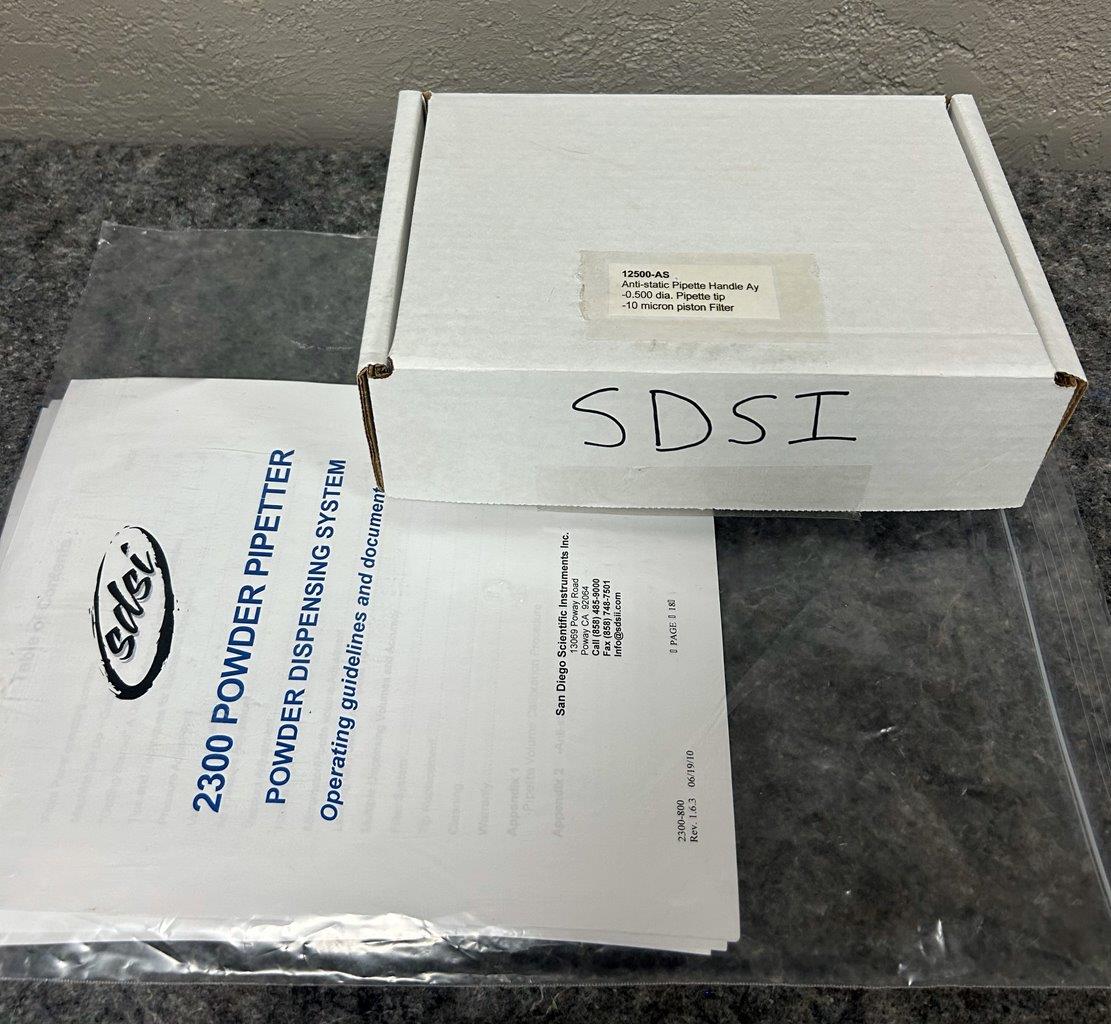 12500-AS
Anti-static Pipette Handle Ay
-0.500 dia. Pipette tip
-10 micron piston Filter
SDSI
sdsi
2300 POWDER PIPETTER
POWDER DISPENSING SYSTEM
Operating guidelines and document
San Diego Scientific Instruments Inc.
13069 Poway Road
Poway CA 92064
Call (858) 485-9000
Fax (858) 748-7501
Info@sdsii.com
PAGE 18
2300-800
Rev. 1.6.3 06/19/10